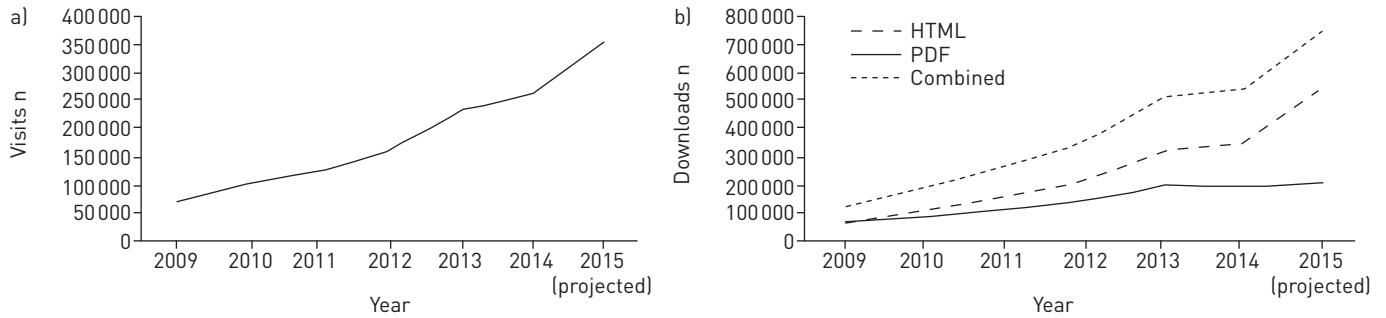 a)
Visits n
400 000
350 000
300 000
250 000
200 000
150 000
100 000
50 000
0
2009 2010 2011 2012 2013 2014 2015
(projected)
Year
b)
Downloads n
800 000
700 000
600 000
500 000
400 000
300 000
200 000
100 000
0
HTML
PDF
Combined
2009 2010 2011 2012 2013 2014 2015
(projected)
Year